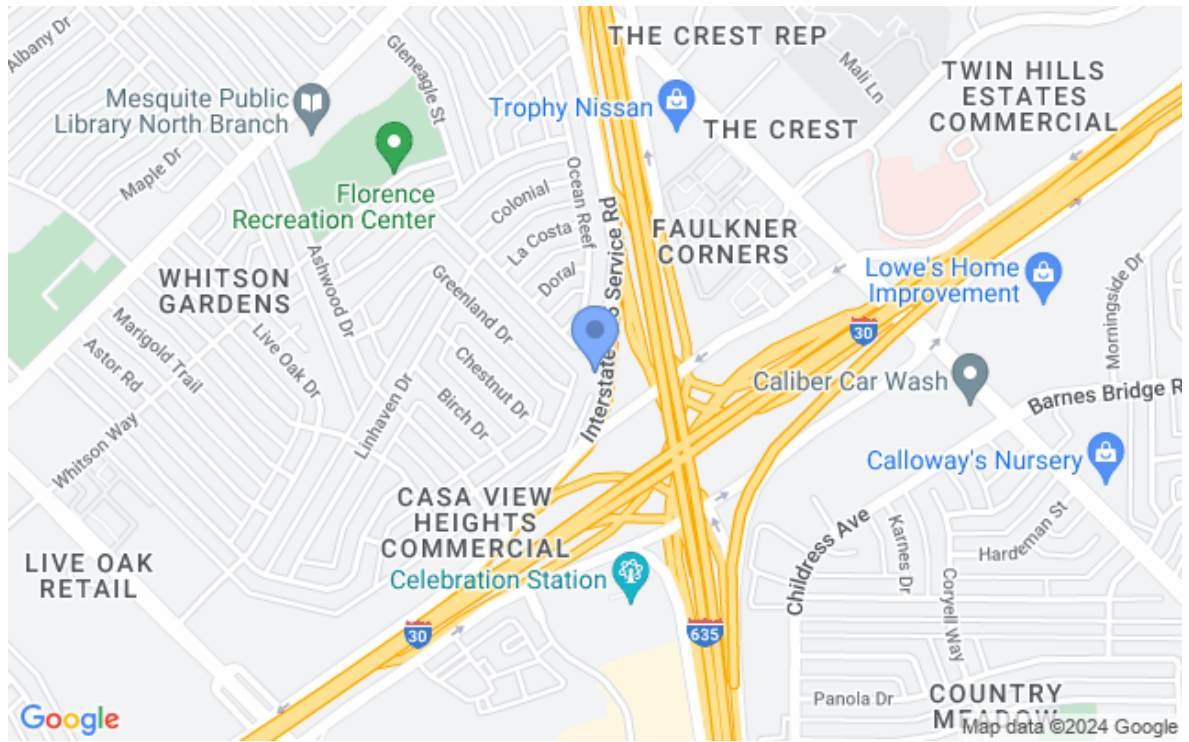 Albany Dr
Gleneagle St
THE CREST REP
Mali Ln
TWIN HILLS
ESTATES
COMMERCIAL
Mesquite Public
Library North Branch
Trophy Nissan
THE CREST
Maple Dr
Florence
Recreation Center
Colonial
Ocean Reef
La Costa
Doral
Service Rd
FAULKNER
CORNERS
WHITSON
GARDENS
Ashwood Dr
Greenland Dr
Lowe's Home
Improvement
Morningside Dr
Marigold Trail
Astor Rd
Live Oak Dr
30
Interstate
Chestnut Dr
Caliber Car Wash
Barnes Bridge R
Linhaven Dr
Birch Dr
Whitson Way
Calloway's Nursery
CASA VIEW
HEIGHTS
COMMERCIAL
Childress Ave
Karnes Dr
Hardeman St
LIVE OAK
RETAIL
Celebration Station
Coryell Way
30
635
Panola Dr
COUNTRY
MEADOW
Google
Map data ©2024 Google